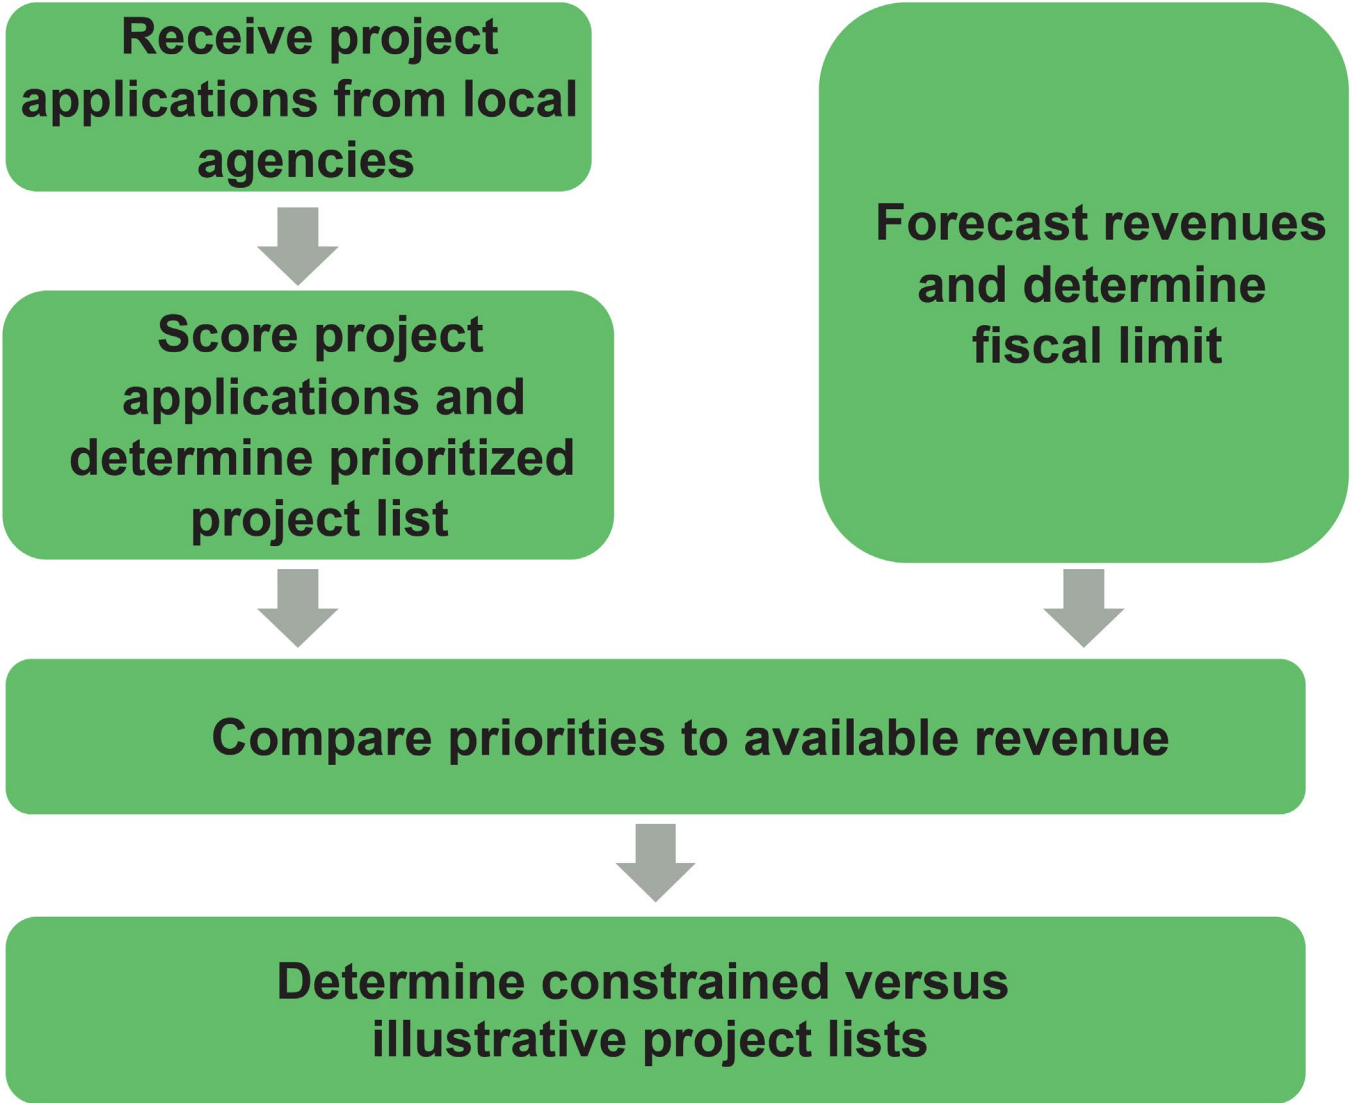 Receive project
applications from local
agencies
Score project
applications and
determine prioritized
project list
Forecast revenues
and determine
fiscal limit
Compare priorities to available revenue
Determine constrained versus
illustrative project lists